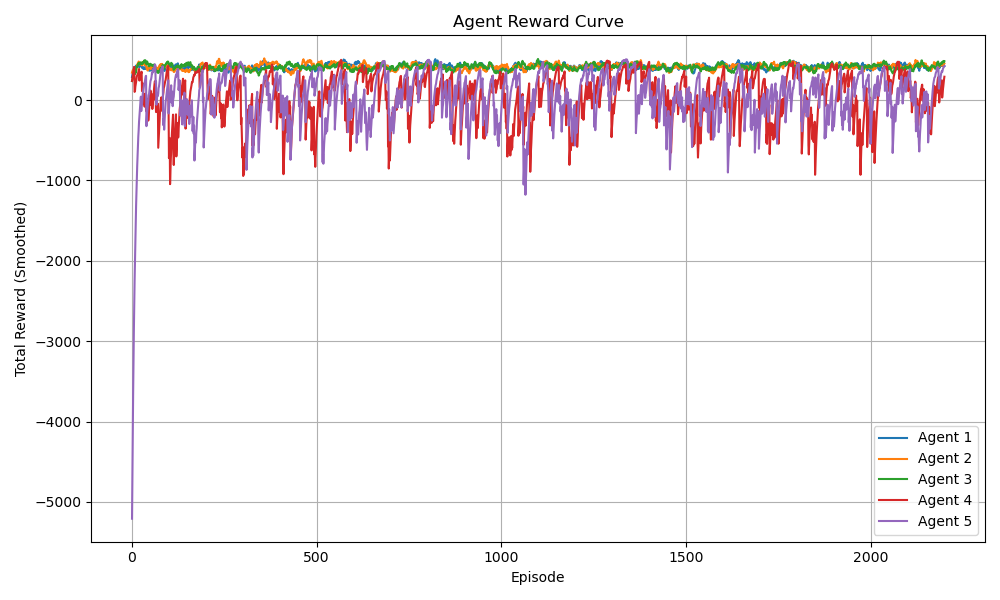 Agent Reward Curve
Total Reward (Smoothed)
0
−1000
−2000
−3000
−4000
−5000
0
500
1000
1500
2000
Episode
Agent 1
Agent 2
Agent 3
Agent 4
Agent 5